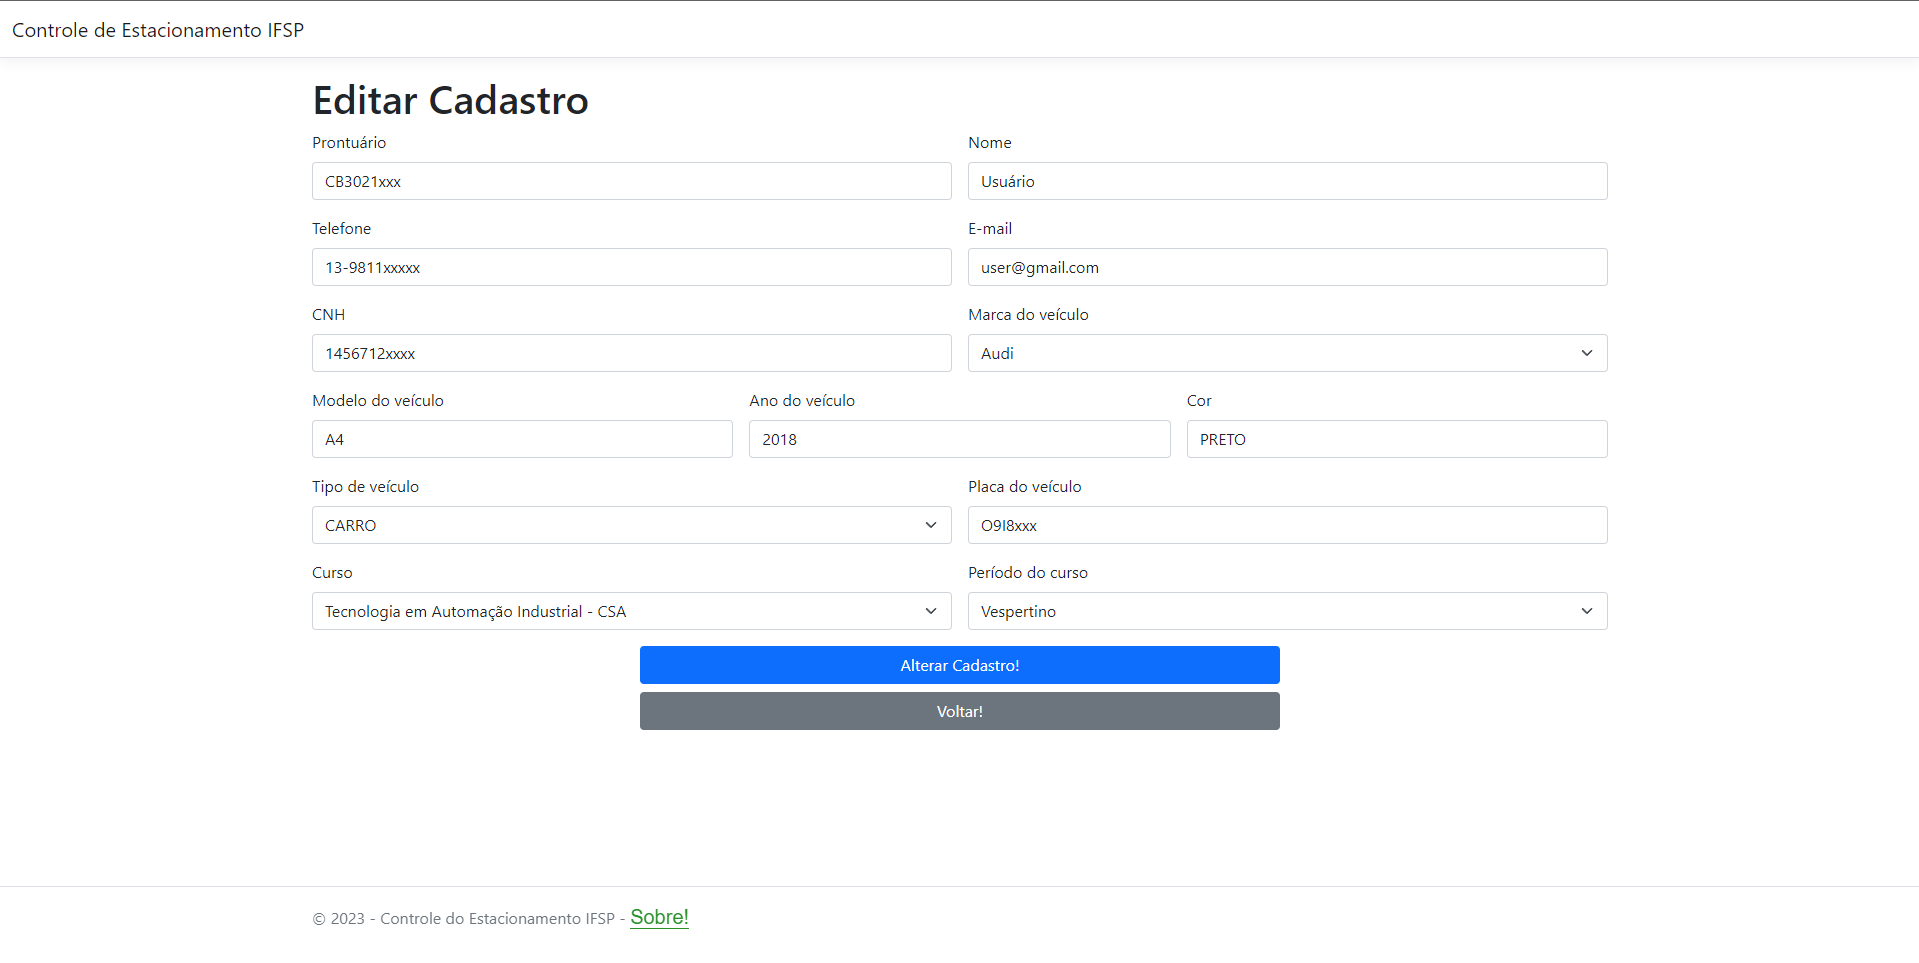 Controle de Estacionamento IFSP
Editar Cadastro
Prontuário
Nome
CB3021xxx
Usuário
Telefone
E-mail
13-9811xxxxx
user@gmail.com
CNH
Marca do veículo
1456712xxxx
Audi
Modelo do veículo
Ano do veículo
Cor
A4
2018
PRETO
Tipo de veículo
Placa do veículo
CARRO
O9I8xxx
Curso
Período do curso
Tecnologia em Automação Industrial - CSA
Vespertino
Alterar Cadastro!
Voltar!
© 2023 - Controle do Estacionamento IFSP - Sobre!